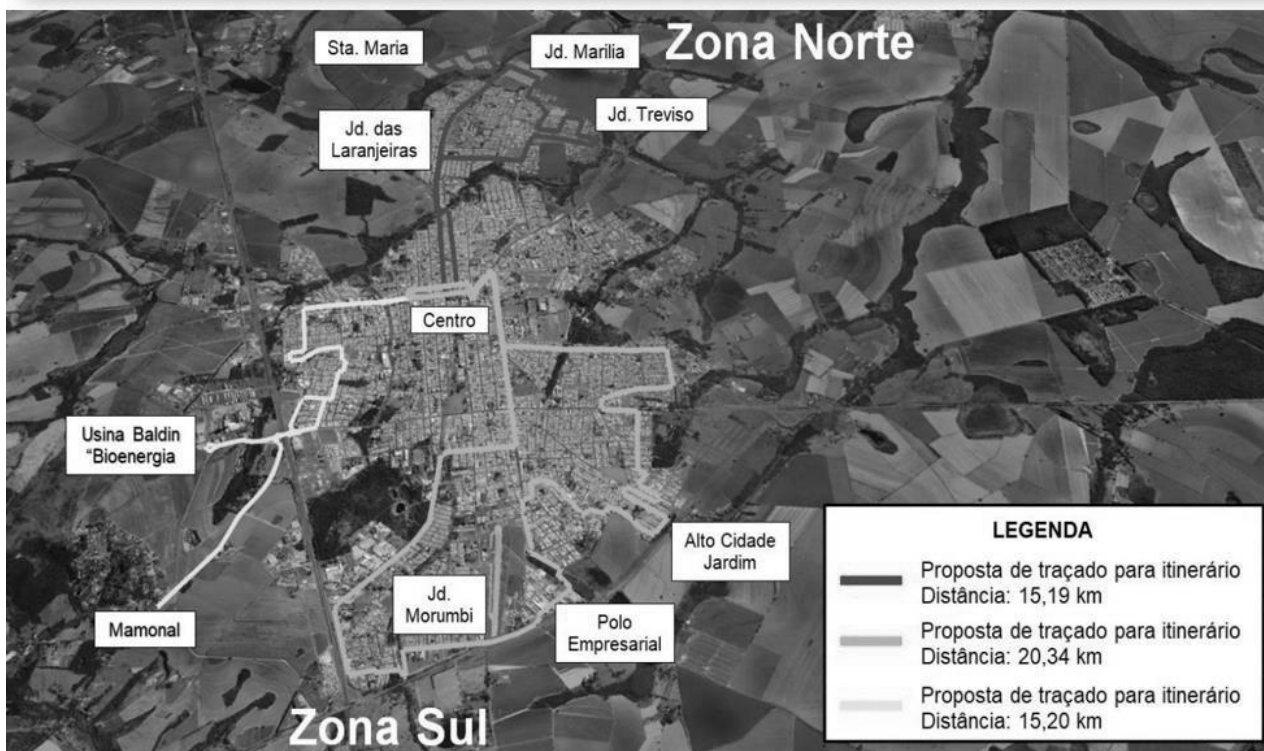 Zona Norte
Sta. Maria
Jd. Marilia
Jd. Treviso
Jd. das
Laranjeiras
Centro
Usina Baldin
“Bioenergia
Mamonal
Jd.
Morumbi
Polo
Empresarial
Alto Cidade
Jardim
Zona Sul
LEGENDA
Proposta de traçado para itinerário
Distância: 15,19 km
Proposta de traçado para itinerário
Distância: 20,34 km
Proposta de traçado para itinerário
Distância: 15,20 km